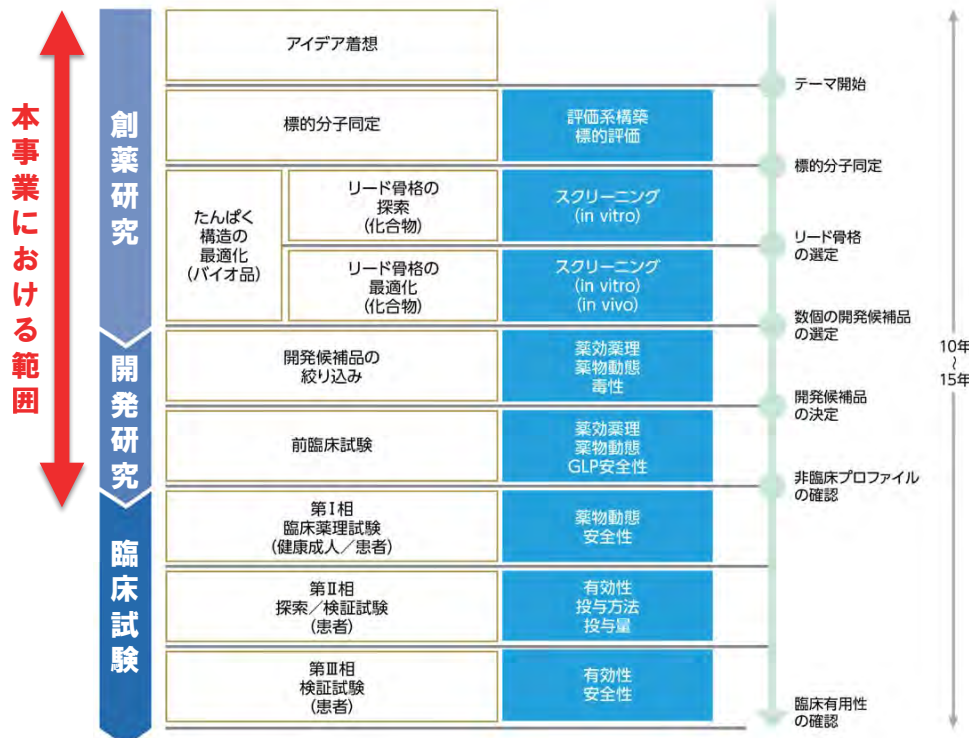 本事業における範囲
創薬研究
開発研究
臨床試験
アイデア着想
テーマ開始
標的分子同定
評価系構築
標的評価
標的分子同定
たんぱく
構造の
最適化
(バイオ品)
リード骨格の
探索
(化合物)
スクリーニング
(in vitro)
リード骨格
の選定
リード骨格の
最適化
(化合物)
スクリーニング
(in vitro)
(in vivo)
数個の開発候補品
の選定
開発候補品の
絞り込み
薬効薬理
薬物動態
毒性
開発候補品
の決定
前臨床試験
薬効薬理
薬物動態
GLP安全性
非臨床プロファイル
の確認
第Ⅰ相
臨床薬理試験
(健康成人/患者)
薬物動態
安全性
第Ⅱ相
探索/検証試験
(患者)
有効性
投与方法
投与量
第Ⅲ相
検証試験
(患者)
有効性
安全性
臨床有用性
の確認
10年
~
15年